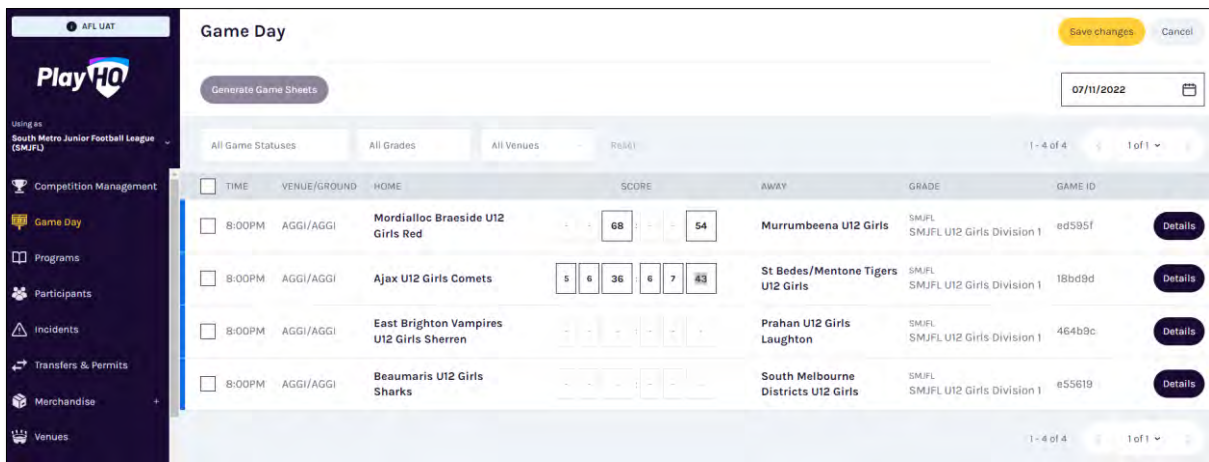 AFL UAT
PlayHQ
Using as
South Metro Junior Football League
(SMJFL)
Competition Management
Game Day
Programs
Participants
Incidents
Transfers & Permits
Merchandise +
Venues
Game Day
Save changes Cancel
Generate Game Sheets
07/11/2022
All Game Statuses All Grades All Venues Reset 1 - 4 of 4 1 of 1
TIME VENUE/GROUND HOME SCORE AWAY GRADE GAME ID
8:00PM AGGI/AGGI Mordialloc Braeside U12 Girls Red - - 68 : - - 54 Murrumbeena U12 Girls SMJFL SMJFL U12 Girls Division 1 ed595f Details
8:00PM AGGI/AGGI Ajax U12 Girls Comets 5 6 36 : 6 7 43 St Bedes/Mentone Tigers U12 Girls SMJFL SMJFL U12 Girls Division 1 18bd9d Details
8:00PM AGGI/AGGI East Brighton Vampires U12 Girls Sherren - - - : - - - Prahan U12 Girls Laughton SMJFL SMJFL U12 Girls Division 1 464b9c Details
8:00PM AGGI/AGGI Beaumaris U12 Girls Sharks - - - : - - - South Melbourne Districts U12 Girls SMJFL SMJFL U12 Girls Division 1 e55619 Details
1 - 4 of 4 1 of 1